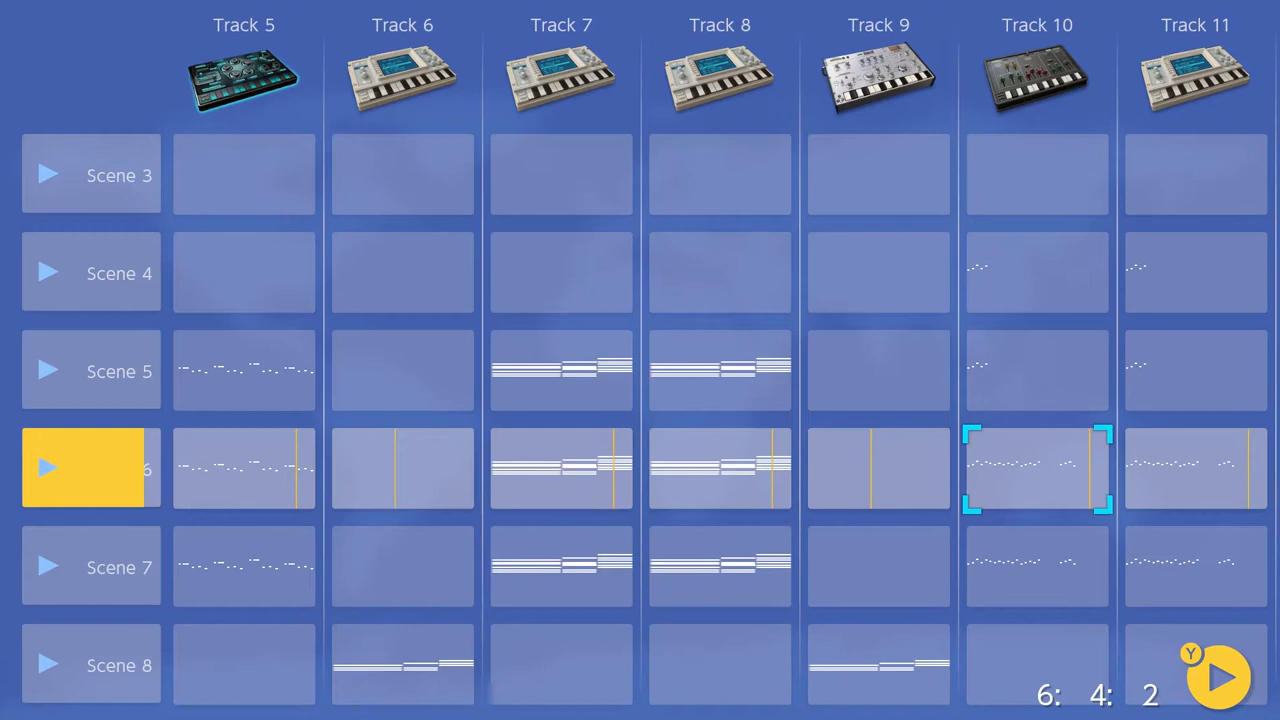 Track 5 Track 6 Track 7 Track 8 Track 9 Track 10 Track 11
Scene 3
Scene 4
Scene 5
6
Scene 7
Scene 8
6: 4: 2
Y